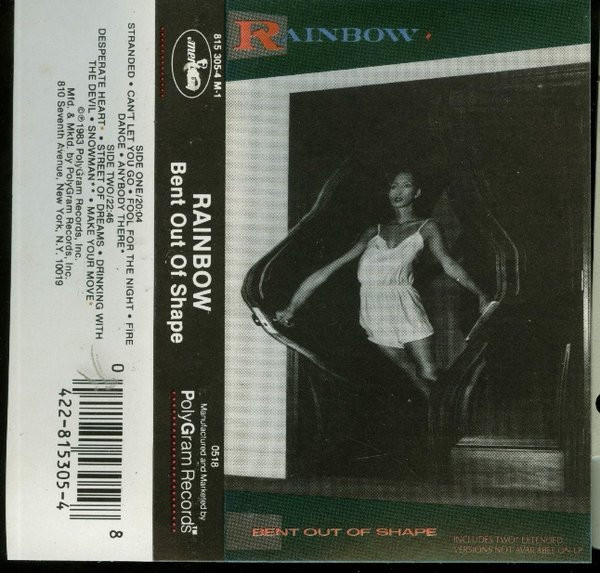 RAINBOW
BENT OUT OF SHAPE
INCLUDES TWO* EXTENDED
VERSIONS NOT AVAILABLE ON LP
815 305-4 M-1
mercury
RAINBOW
Bent Out Of Shape
0518
Manufactured and Marketed by
PolyGram Records™
SIDE ONE/20:04
STRANDED • CAN'T LET YOU GO • FOOL FOR THE NIGHT • FIRE
DANCE • ANYBODY THERE*
SIDE TWO/22:46
DESPERATE HEART* • STREET OF DREAMS • DRINKING WITH
THE DEVIL • SNOWMAN** • MAKE YOUR MOVE*
©℗1983 PolyGram Records, Inc.
Mfd. & Mktd. by PolyGram Records, Inc.
810 Seventh Avenue, New York, N.Y. 10019
0 422-815305-4 8